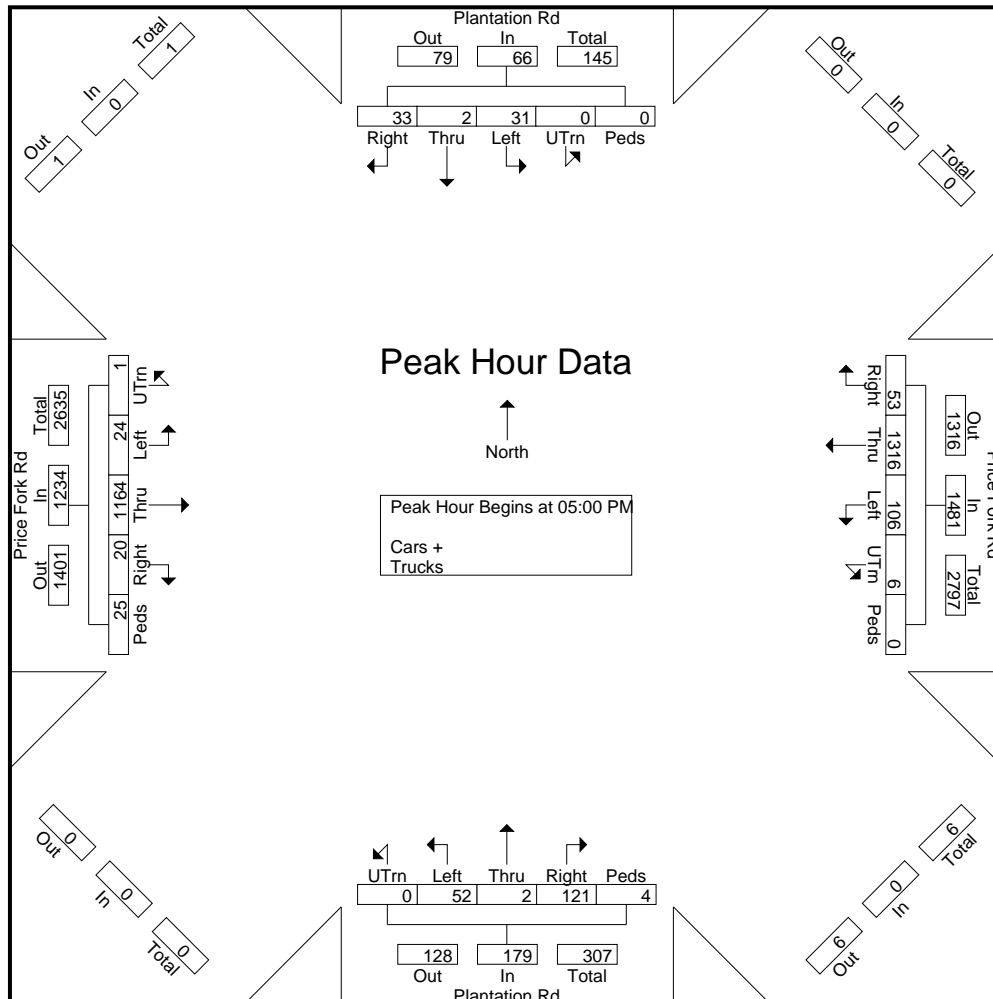 Plantation Rd
Out In Total
79 66 145
33 2 31 0 0
Right Thru Left UTrn Peds
Total
1
In
0
Out
1
Out
0
In
0
Total
0
Peak Hour Data
North
Peak Hour Begins at 05:00 PM
Cars +
Trucks
Price Fork Rd
Out In Total
1401 1234 2635
25 20 1164 24 1
Peds Right Thru Left UTrn
Price Fork Rd
Out In Total
1316 1481 2797
53 1316 106 6 0
Right Thru Left UTrn Peds
0
Out
0
In
0
Total
6
Total
0
In
6
Out
UTrn Left Thru Right Peds
0 52 2 121 4
128 179 307
Out In Total
Plantation Rd